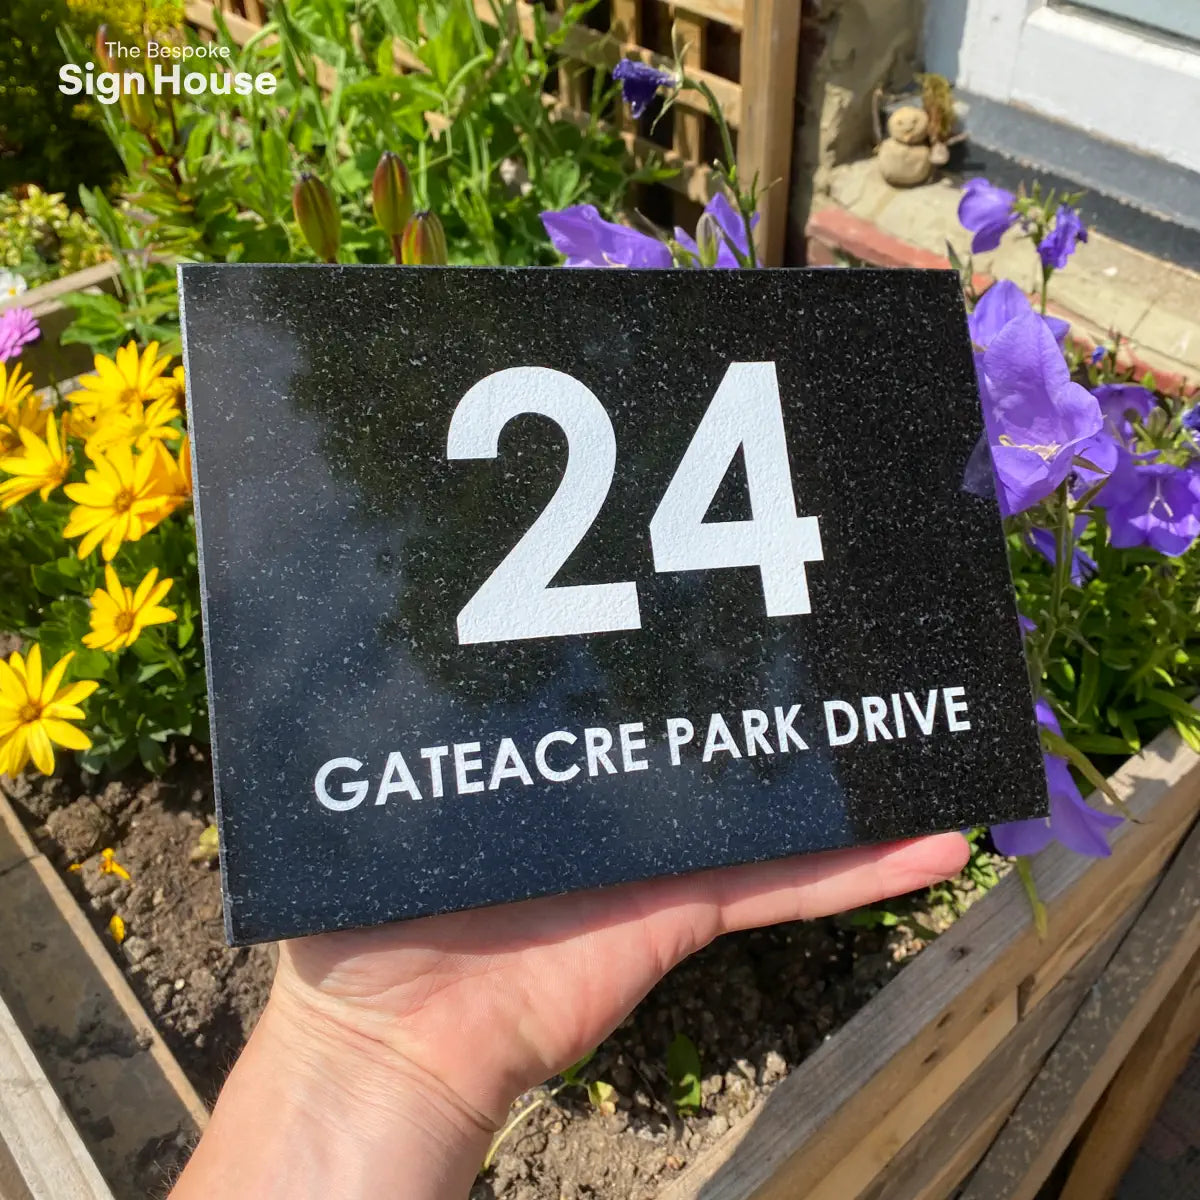 The Bespoke
Sign House
24
GATEACRE PARK DRIVE